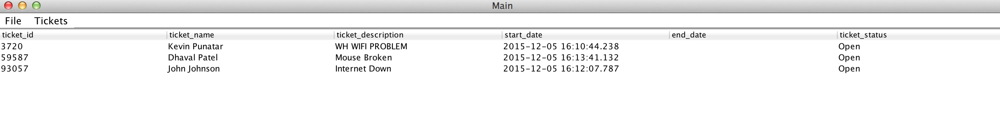 Main
File Tickets
ticket_id ticket_name ticket_description start_date end_date ticket_status
3720 Kevin Punatar WH WIFI PROBLEM 2015-12-05 16:10:44.238 Open
59587 Dhaval Patel Mouse Broken 2015-12-05 16:13:41.132 Open
93057 John Johnson Internet Down 2015-12-05 16:12:07.787 Open